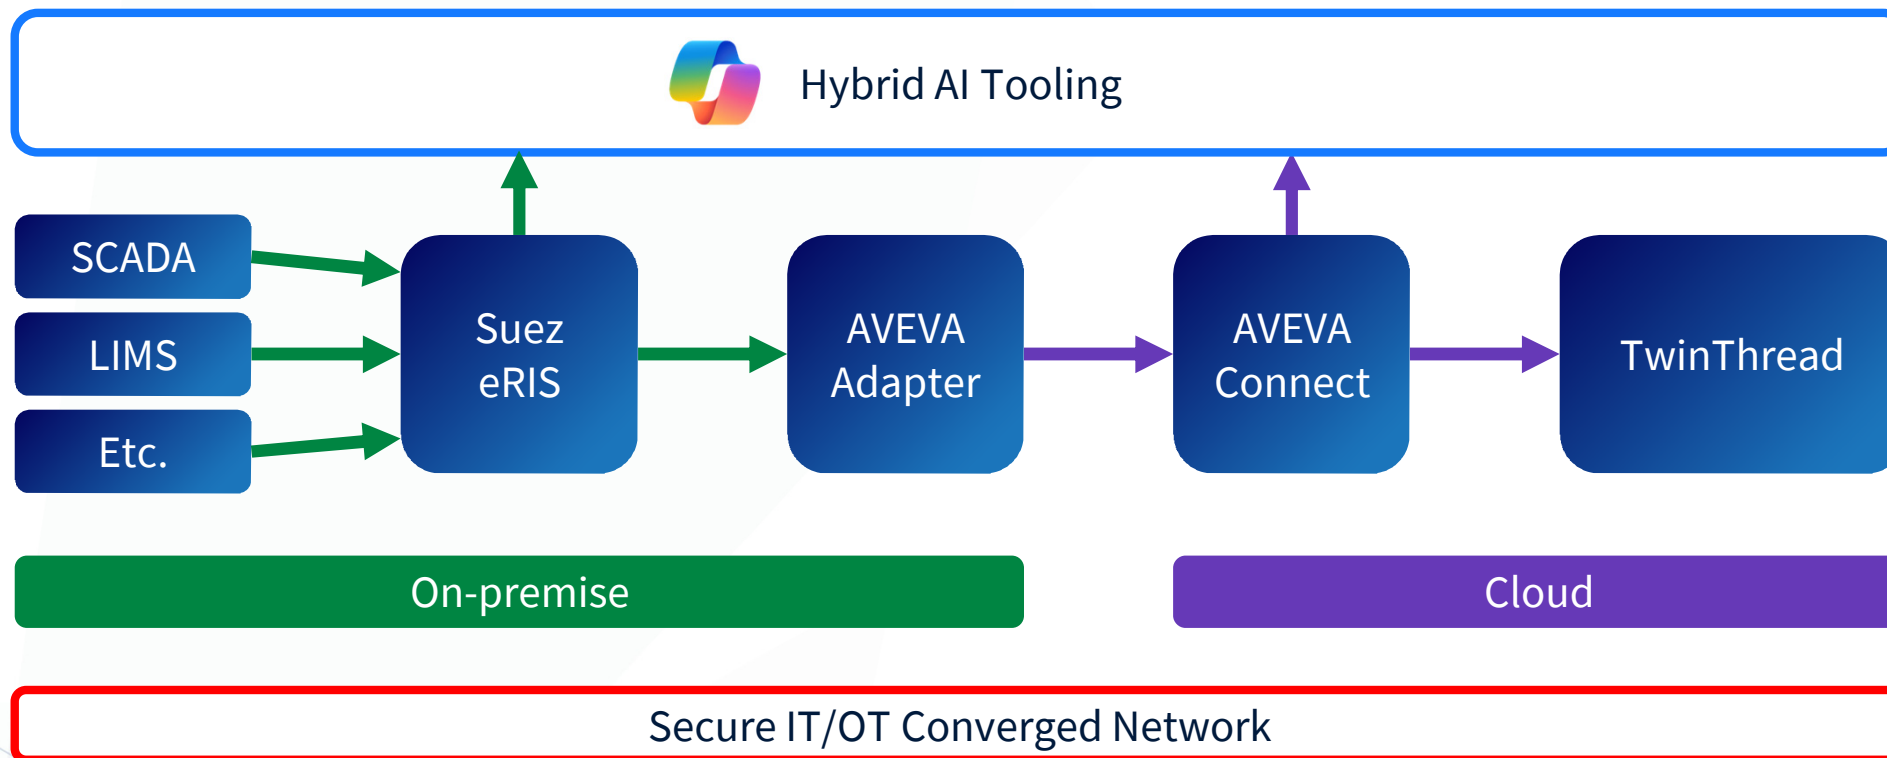 Hybrid AI Tooling
SCADA
LIMS
Etc.
Suez
eRIS
AVEVA
Adapter
AVEVA
Connect
TwinThread
On-premise
Cloud
Secure IT/OT Converged Network